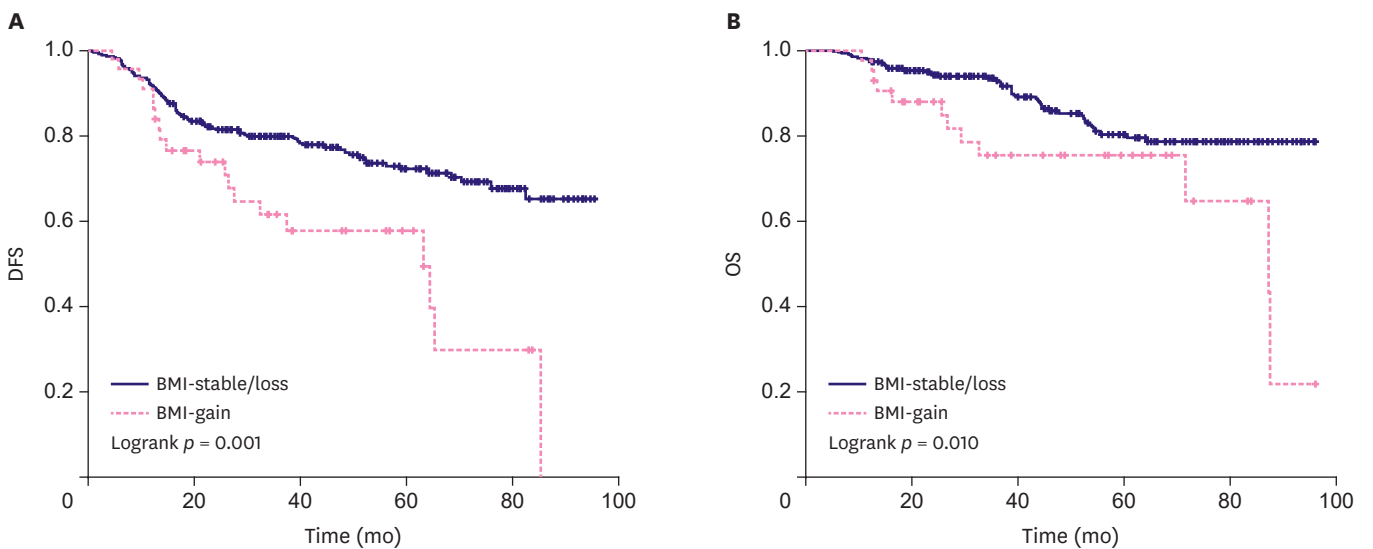 A
1.0
0.8
0.6
0.4
0.2
0
20
40
60
80
100
DFS
Time (mo)
BMI-stable/loss
BMI-gain
Logrank p = 0.001
B
1.0
0.8
0.6
0.4
0.2
0
20
40
60
80
100
OS
Time (mo)
BMI-stable/loss
BMI-gain
Logrank p = 0.010